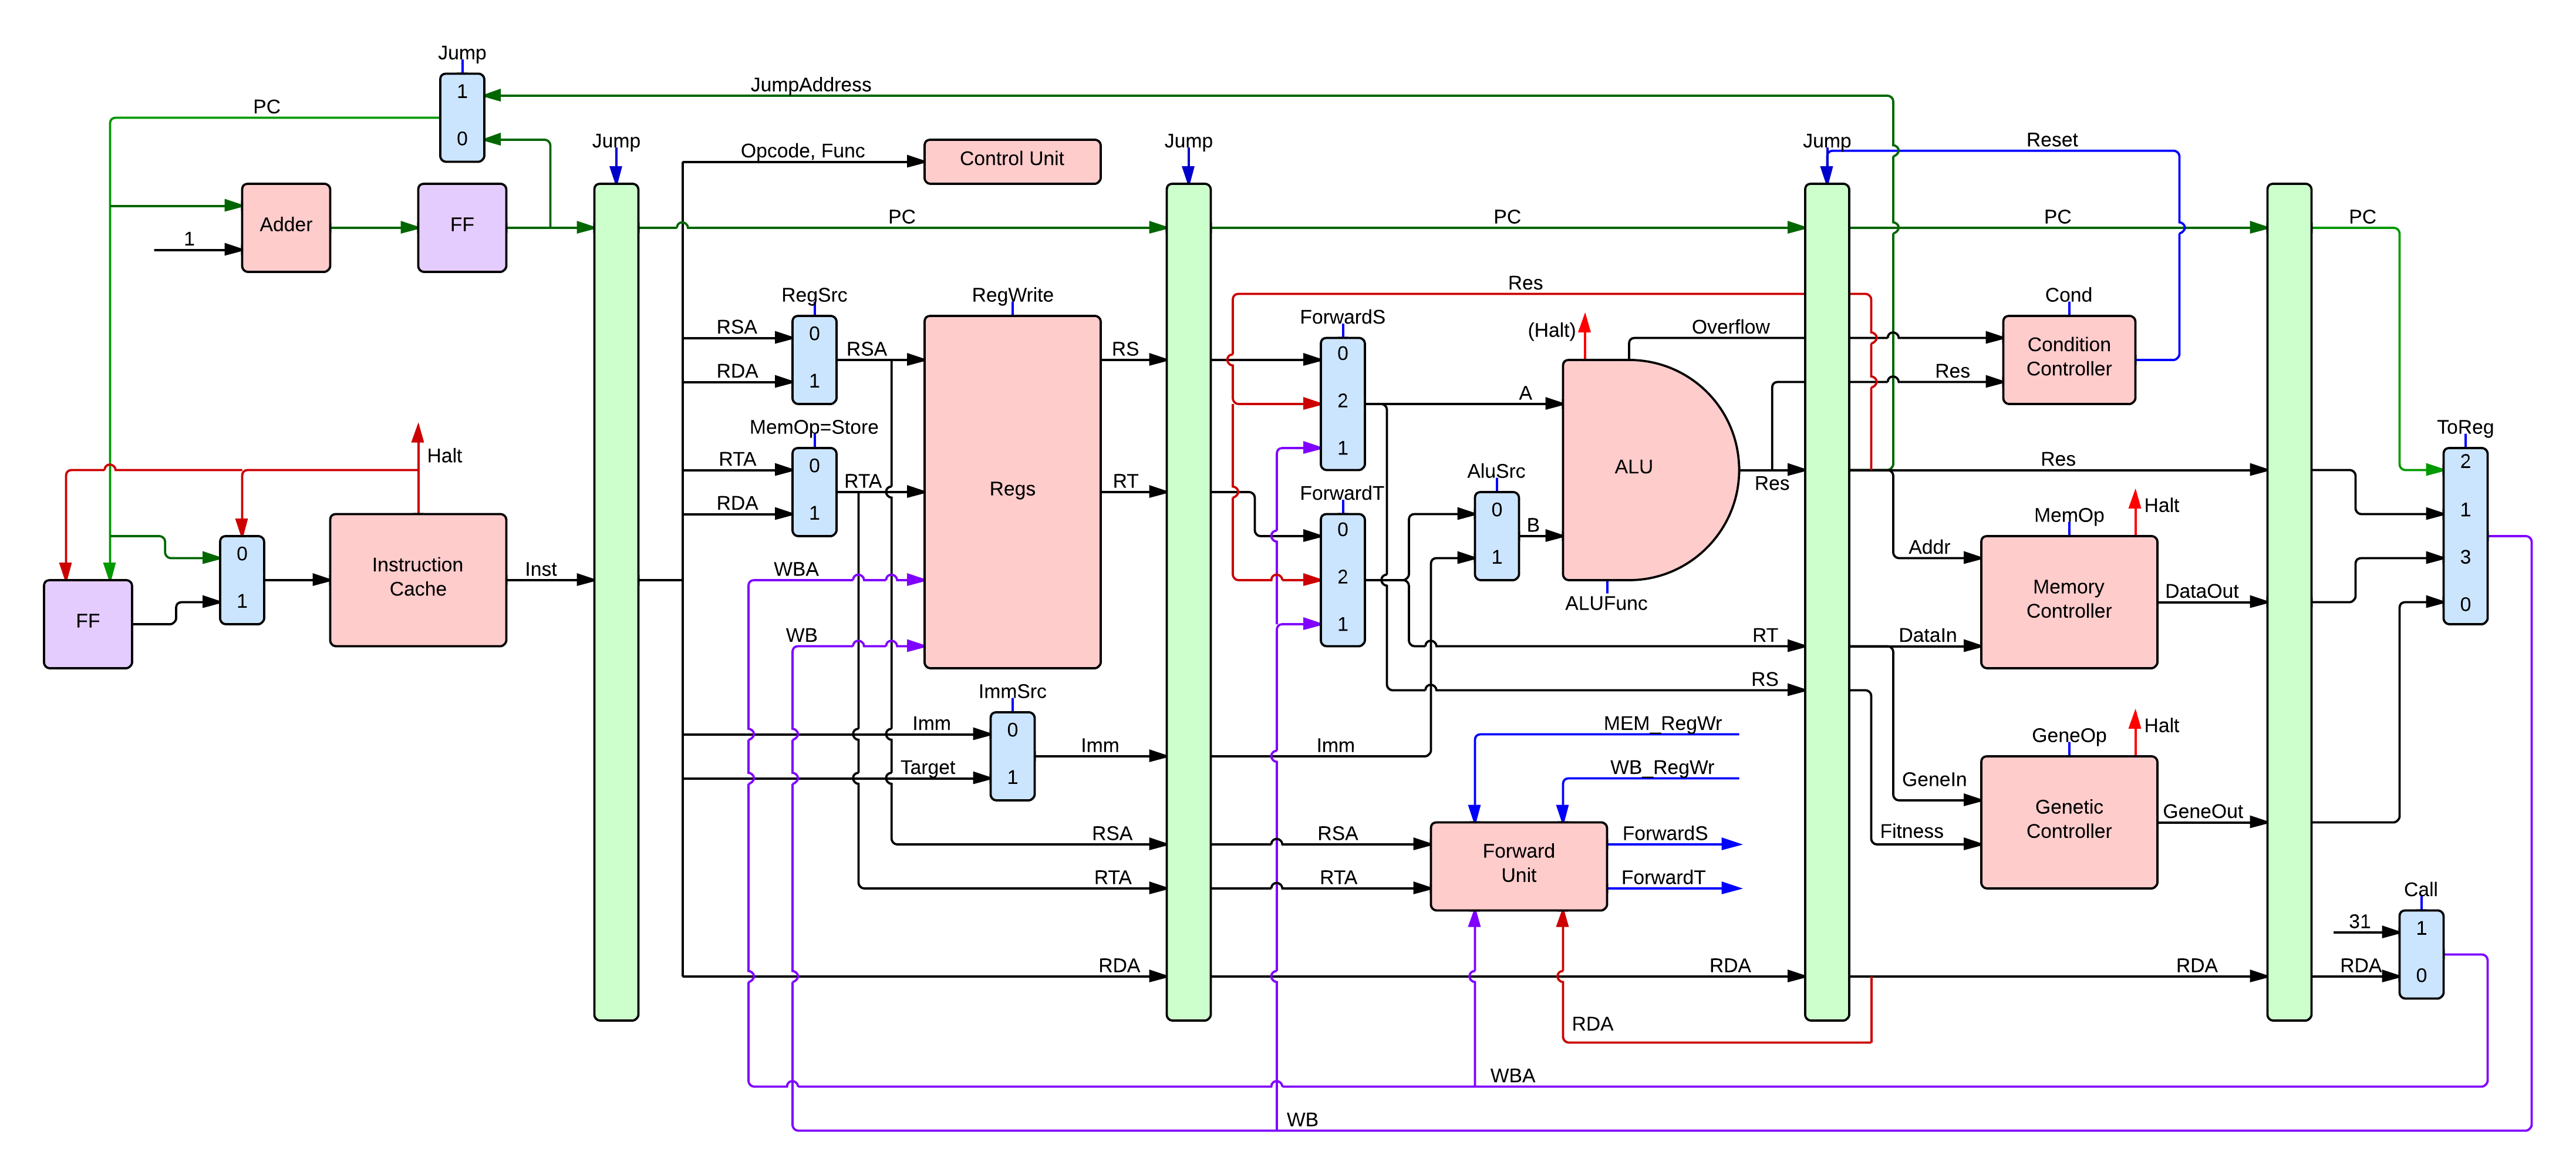 Jump
1
0
JumpAddress
PC
Jump
Jump
Jump
Reset
Opcode, Func
Control Unit
Adder
1
FF
PC
PC
PC
PC
RegSrc
0
1
RSA
RDA
RSA
RegWrite
Regs
RS
RT
Res
ForwardS
0
2
1
(Halt)
Overflow
Cond
Condition
Controller
Res
A
ALU
Res
ALUFunc
MemOp=Store
0
1
RTA
RDA
RTA
Halt
ForwardT
0
2
1
AluSrc
0
1
B
Res
ToReg
2
1
3
0
MemOp
Halt
Addr
Memory
Controller
DataOut
DataIn
FF
0
1
Instruction
Cache
Inst
WBA
WB
RT
RS
ImmSrc
0
1
Imm
Target
Imm
Imm
MEM_RegWr
WB_RegWr
GeneOp
Halt
GeneIn
Genetic
Controller
GeneOut
Fitness
RSA
RTA
RSA
RTA
Forward
Unit
ForwardS
ForwardT
Call
31
1
0
RDA
RDA
RDA
RDA
RDA
WBA
WB